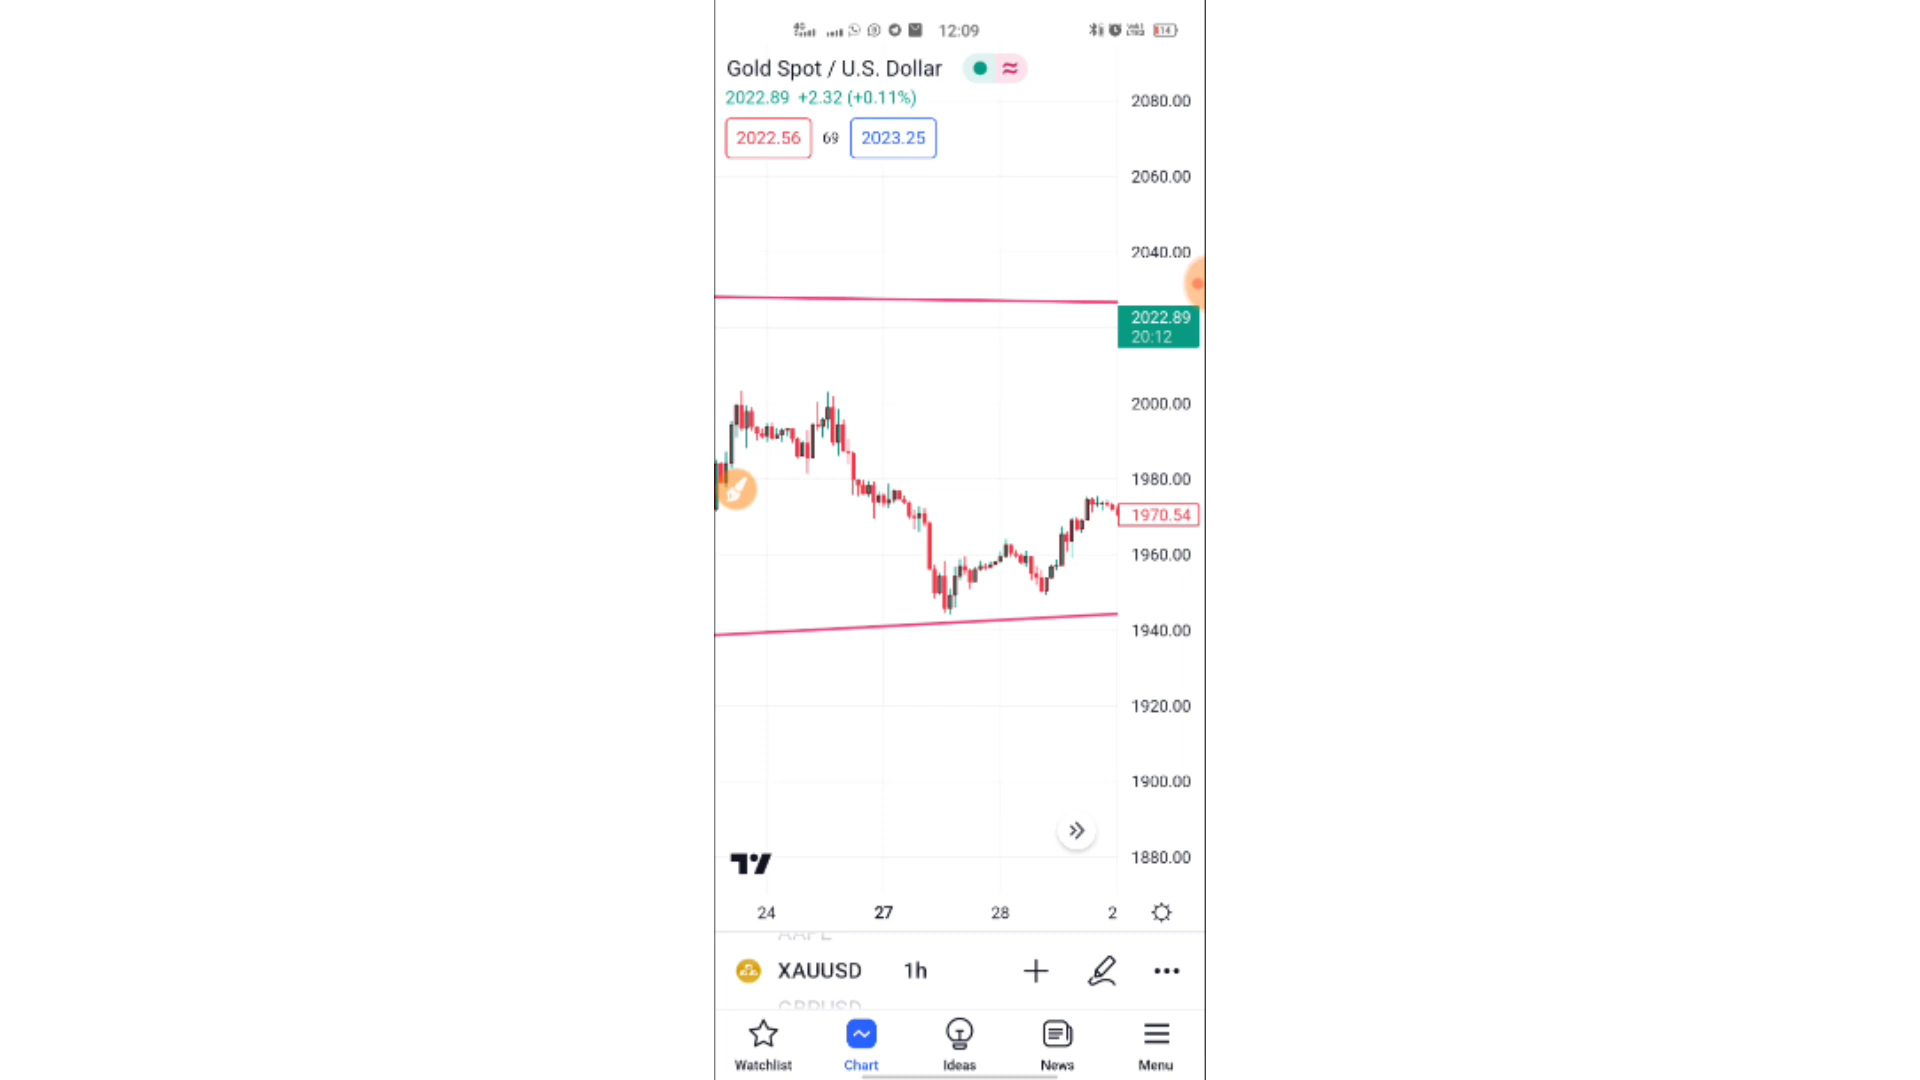 12:09
14
Gold Spot / U.S. Dollar
2022.89 +2.32 (+0.11%)
2022.56 69 2023.25
2080.00
2060.00
2040.00
2022.89
20:12
2000.00
1980.00
1970.54
1960.00
1940.00
1920.00
1900.00
1880.00
24 27 28 2
XAUUSD 1h
Watchlist Chart Ideas News Menu